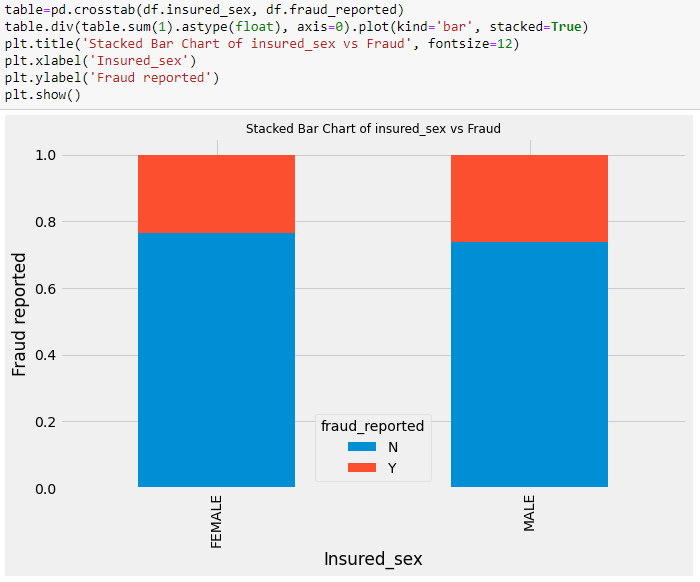 table=pd.crosstab(df.insured_sex, df.fraud_reported)
table.div(table.sum(1).astype(float), axis=0).plot(kind='bar', stacked=True)
plt.title('Stacked Bar Chart of insured_sex vs Fraud', fontsize=12)
plt.xlabel('Insured_sex')
plt.ylabel('Fraud reported')
plt.show()
Stacked Bar Chart of insured_sex vs Fraud
1.0
0.8
0.6
0.4
0.2
0.0
Fraud reported
fraud_reported
N
Y
FEMALE
MALE
Insured_sex